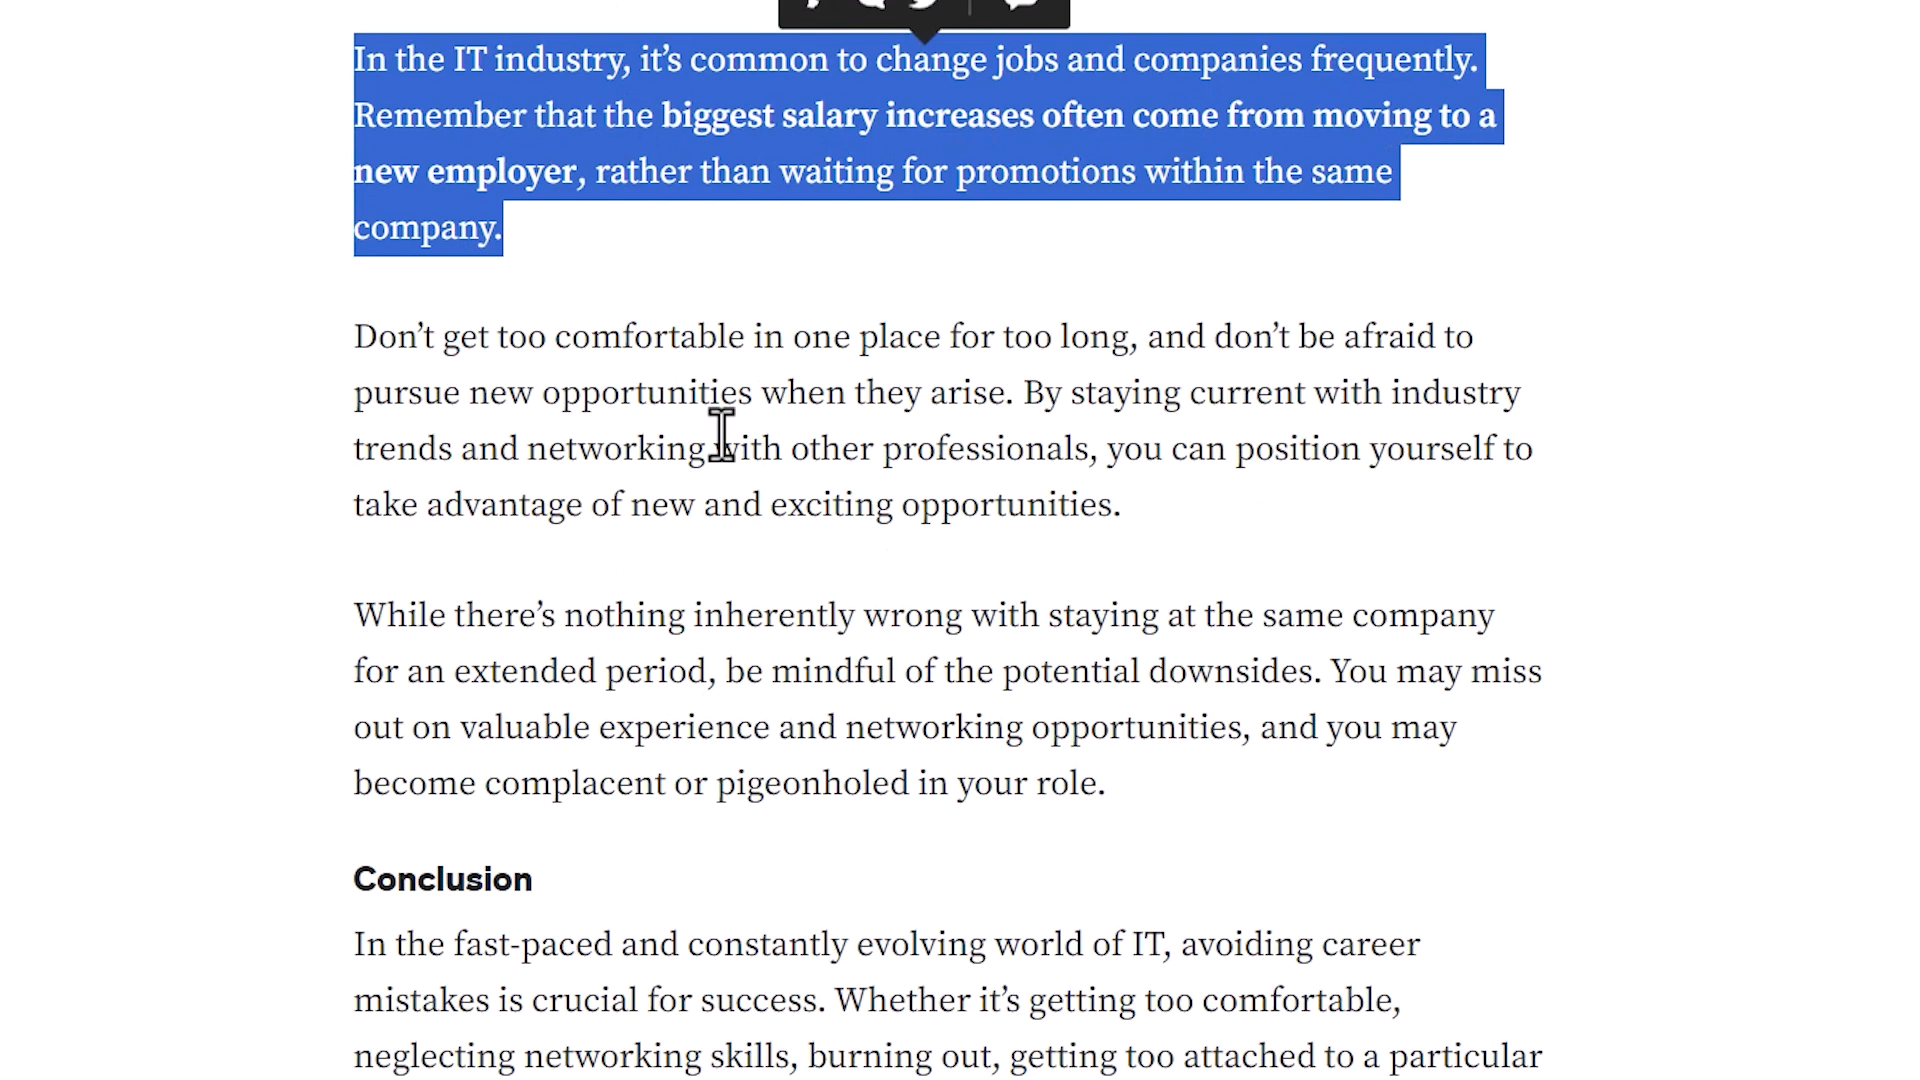 In the IT industry, it’s common to change jobs and companies frequently.
Remember that the biggest salary increases often come from moving to a
new employer, rather than waiting for promotions within the same
company.
Don’t get too comfortable in one place for too long, and don’t be afraid to
pursue new opportunities when they arise. By staying current with industry
trends and networking with other professionals, you can position yourself to
take advantage of new and exciting opportunities.
While there’s nothing inherently wrong with staying at the same company
for an extended period, be mindful of the potential downsides. You may miss
out on valuable experience and networking opportunities, and you may
become complacent or pigeonholed in your role.
Conclusion
In the fast-paced and constantly evolving world of IT, avoiding career
mistakes is crucial for success. Whether it’s getting too comfortable,
neglecting networking skills, burning out, getting too attached to a particular